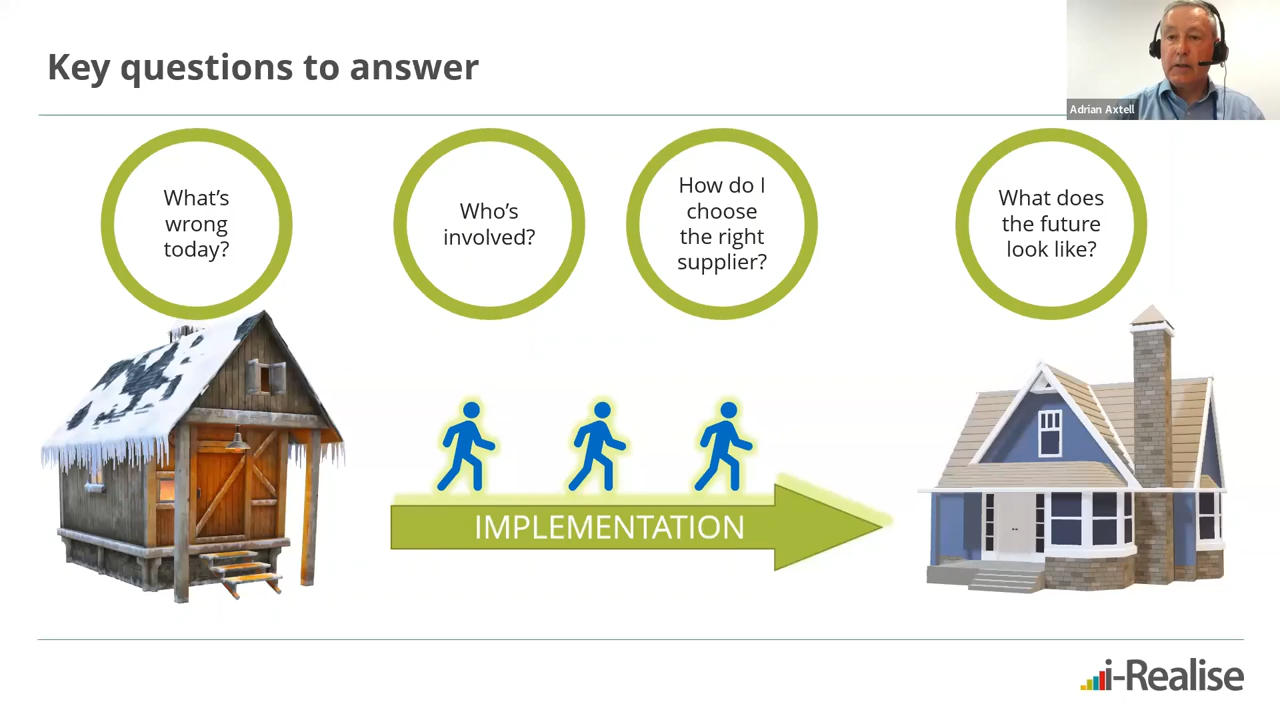 Key questions to answer
Adrian Axtell
What's
wrong
today?
Who's
involved?
How do I
choose
the right
supplier?
What does
the future
look like?
IMPLEMENTATION
i-Realise